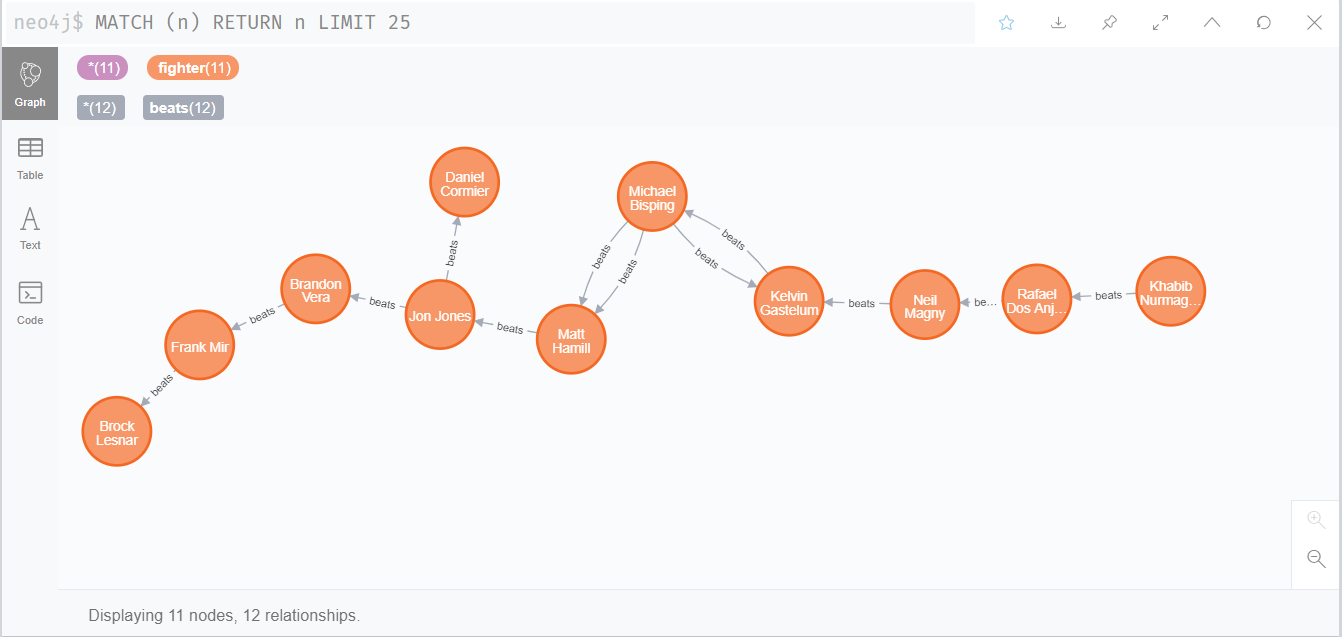 neo4j$ MATCH (n) RETURN n LIMIT 25
Graph
*(11) fighter(11)
*(12) beats(12)
Table
Text
Code
Daniel
Cormier
Michael
Bisping
beats
beats
beats
beats
beats
Brandon
Vera
beats
Jon Jones
Kelvin
Gastelum
beats
Neil
Magny
be...
Rafael
Dos Anj...
beats
Khabib
Nurmag...
beats
Frank Mir
beats
Matt
Hamill
beats
Brock
Lesnar
Displaying 11 nodes, 12 relationships.